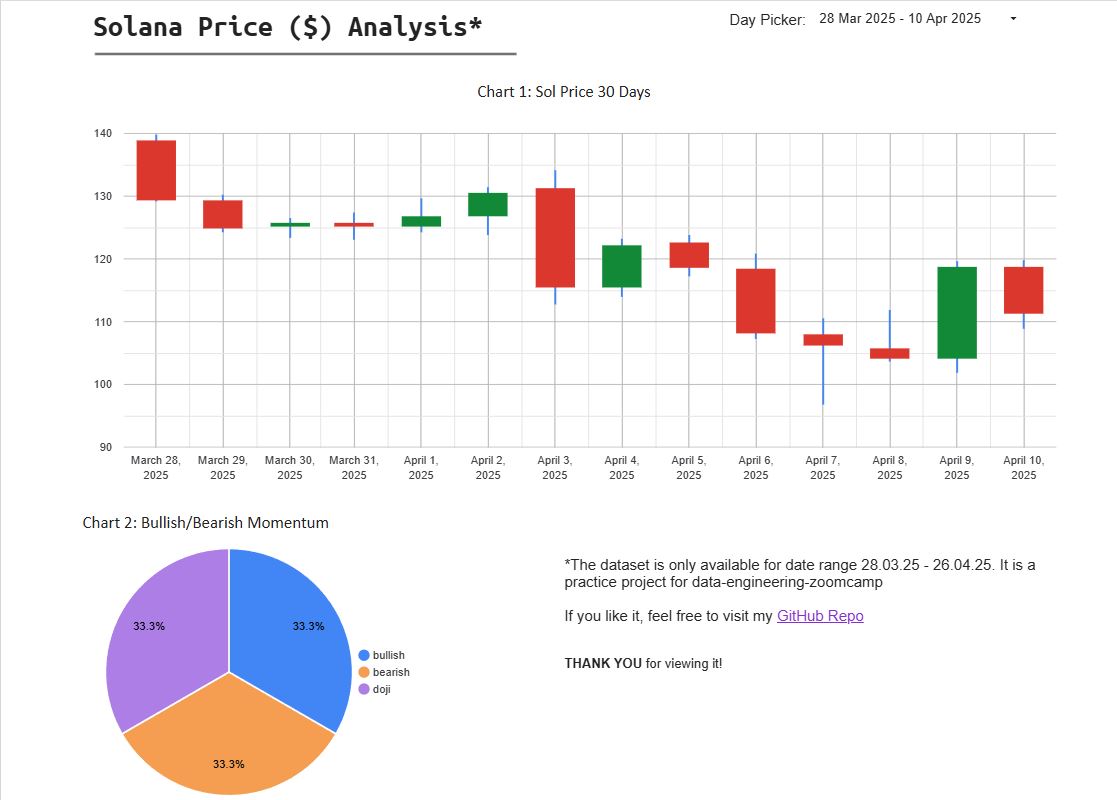 Solana Price ($) Analysis*
Day Picker: 28 Mar 2025 - 10 Apr 2025
Chart 1: Sol Price 30 Days
140
130
120
110
100
90
March 28, 2025
March 29, 2025
March 30, 2025
March 31, 2025
April 1, 2025
April 2, 2025
April 3, 2025
April 4, 2025
April 5, 2025
April 6, 2025
April 7, 2025
April 8, 2025
April 9, 2025
April 10, 2025
Chart 2: Bullish/Bearish Momentum
33.3%
33.3%
33.3%
bullish
bearish
doji
*The dataset is only available for date range 28.03.25 - 26.04.25. It is a
practice project for data-engineering-zoomcamp
If you like it, feel free to visit my GitHub Repo
THANK YOU for viewing it!